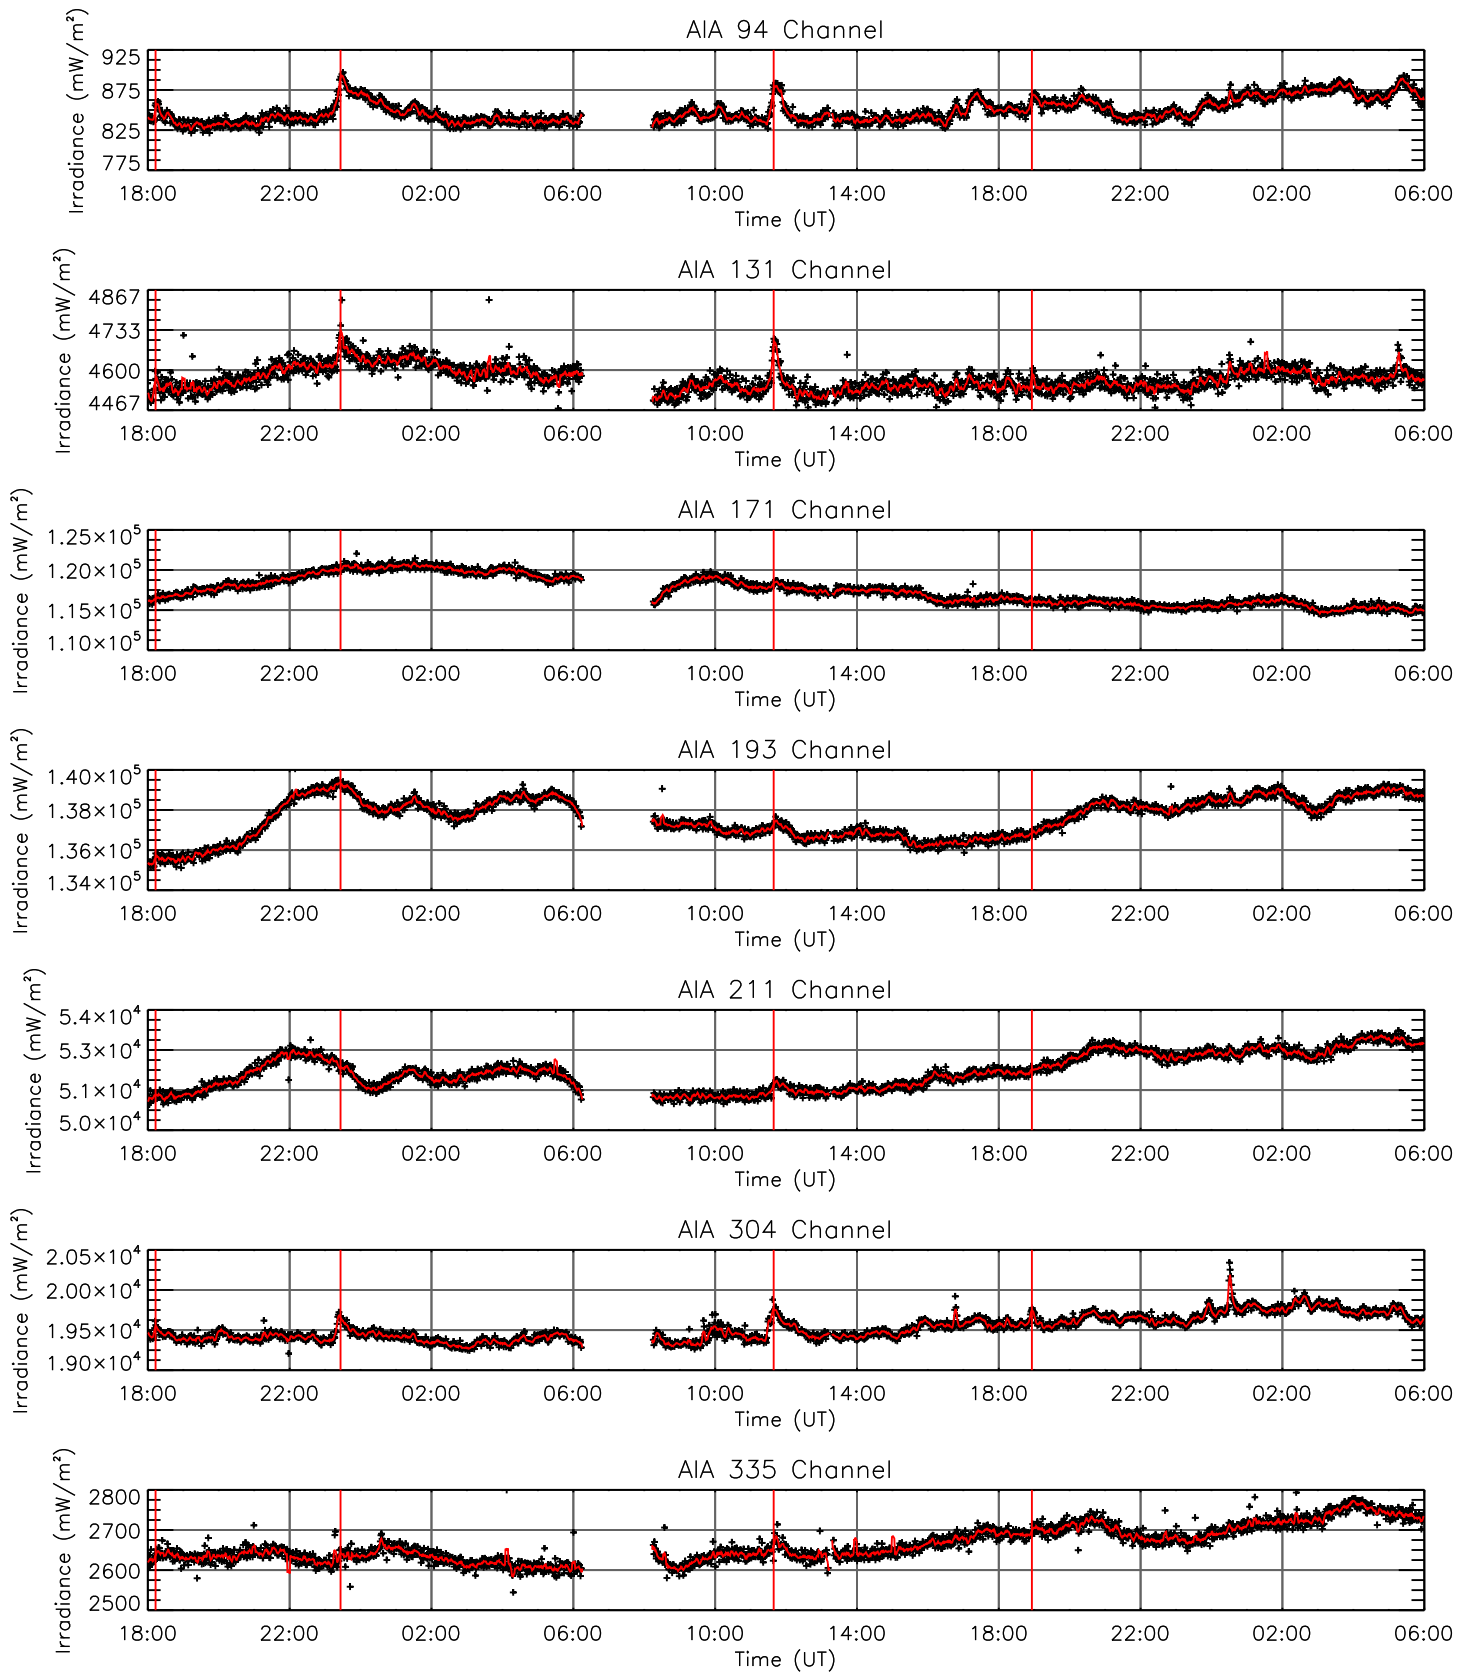 AIA 94 Channel
Irradiance (mW/m²)
925
875
825
775
18:00 22:00 02:00 06:00 10:00 14:00 18:00 22:00 02:00 06:00
Time (UT)
AIA 131 Channel
Irradiance (mW/m²)
4867
4733
4600
4467
18:00 22:00 02:00 06:00 10:00 14:00 18:00 22:00 02:00 06:00
Time (UT)
AIA 171 Channel
Irradiance (mW/m²)
1.25×10⁵
1.20×10⁵
1.15×10⁵
1.10×10⁵
18:00 22:00 02:00 06:00 10:00 14:00 18:00 22:00 02:00 06:00
Time (UT)
AIA 193 Channel
Irradiance (mW/m²)
1.40×10⁵
1.38×10⁵
1.36×10⁵
1.34×10⁵
18:00 22:00 02:00 06:00 10:00 14:00 18:00 22:00 02:00 06:00
Time (UT)
AIA 211 Channel
Irradiance (mW/m²)
5.4×10⁴
5.3×10⁴
5.1×10⁴
5.0×10⁴
18:00 22:00 02:00 06:00 10:00 14:00 18:00 22:00 02:00 06:00
Time (UT)
AIA 304 Channel
Irradiance (mW/m²)
2.05×10⁴
2.00×10⁴
1.95×10⁴
1.90×10⁴
18:00 22:00 02:00 06:00 10:00 14:00 18:00 22:00 02:00 06:00
Time (UT)
AIA 335 Channel
Irradiance (mW/m²)
2800
2700
2600
2500
18:00 22:00 02:00 06:00 10:00 14:00 18:00 22:00 02:00 06:00
Time (UT)